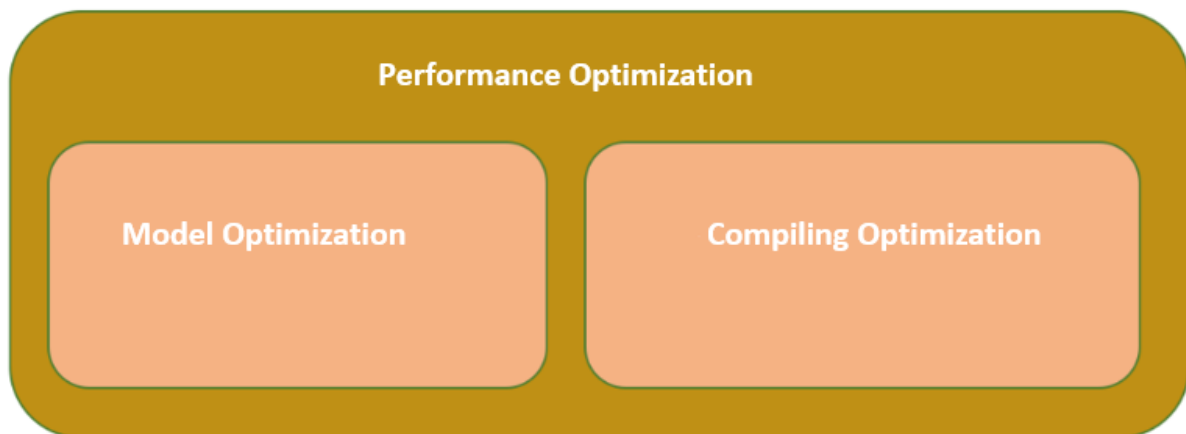 Performance Optimization
Model Optimization
Compiling Optimization